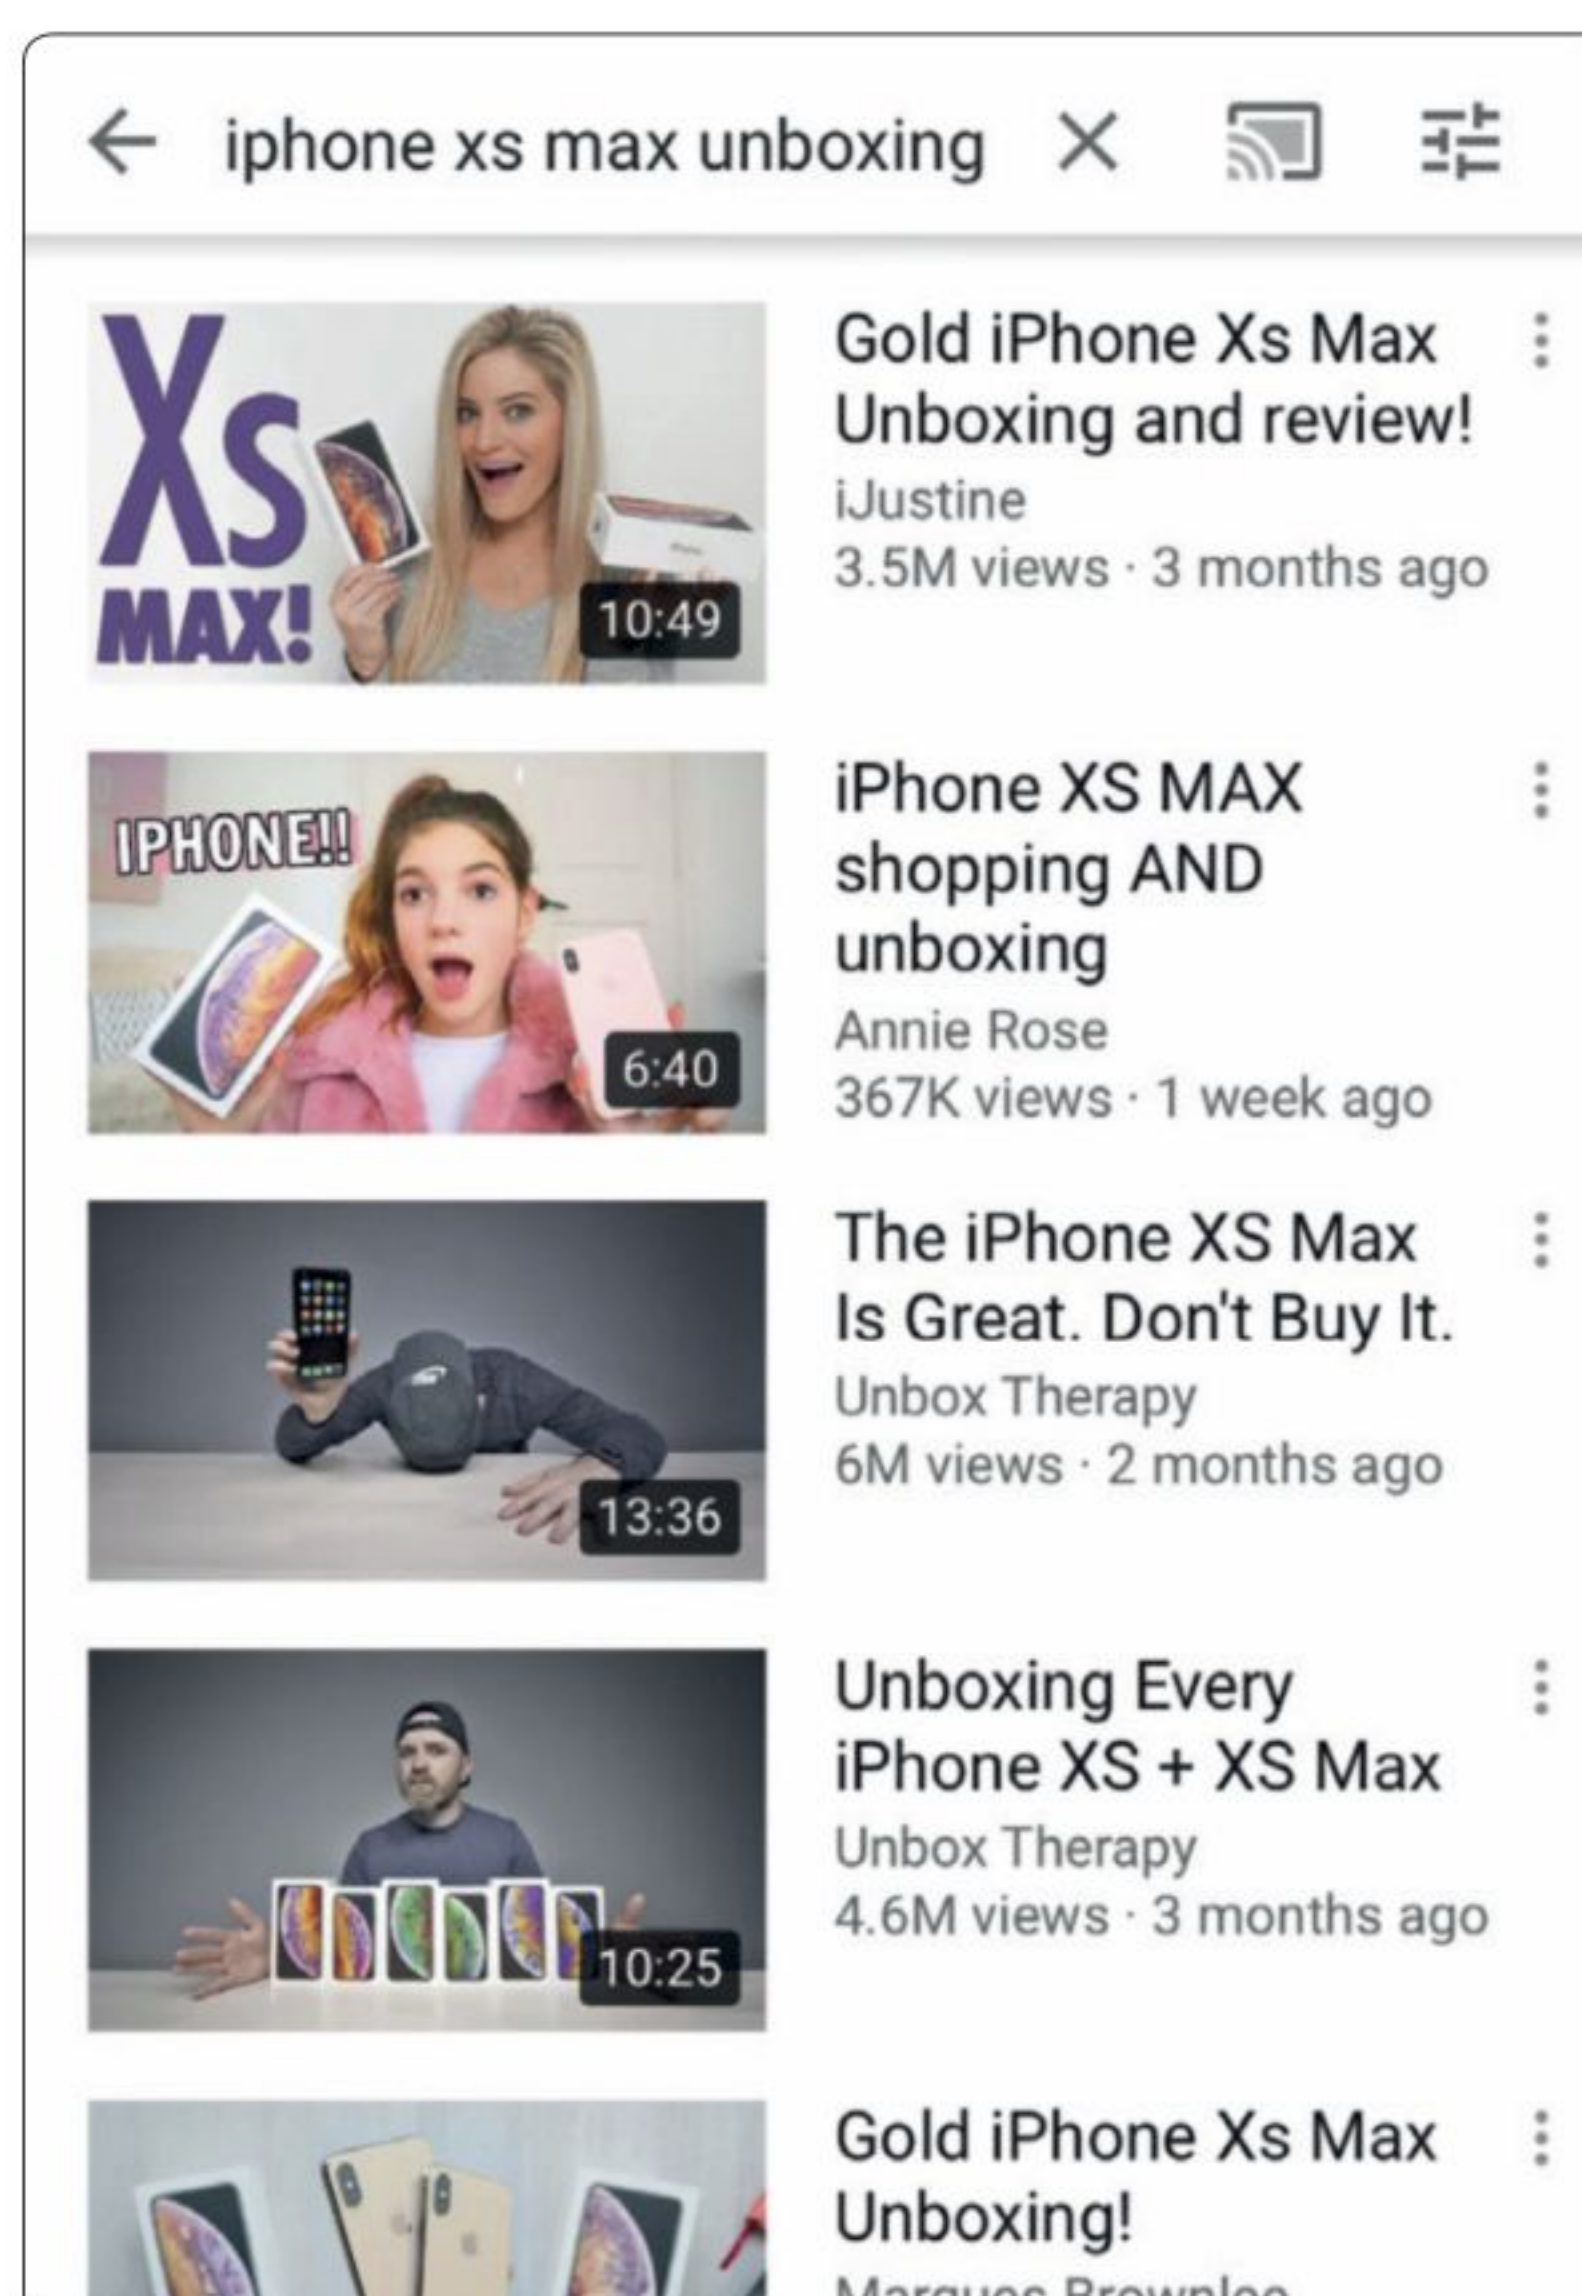 iphone xs max unboxing
Xs
MAX!
10:49
Gold iPhone Xs Max
Unboxing and review!
iJustine
3.5M views · 3 months ago
IPHONE!!
6:40
iPhone XS MAX
shopping AND
unboxing
Annie Rose
367K views · 1 week ago
13:36
The iPhone XS Max
Is Great. Don't Buy It.
Unbox Therapy
6M views · 2 months ago
10:25
Unboxing Every
iPhone XS + XS Max
Unbox Therapy
4.6M views · 3 months ago
Gold iPhone Xs Max
Unboxing!
Marques Brownlee